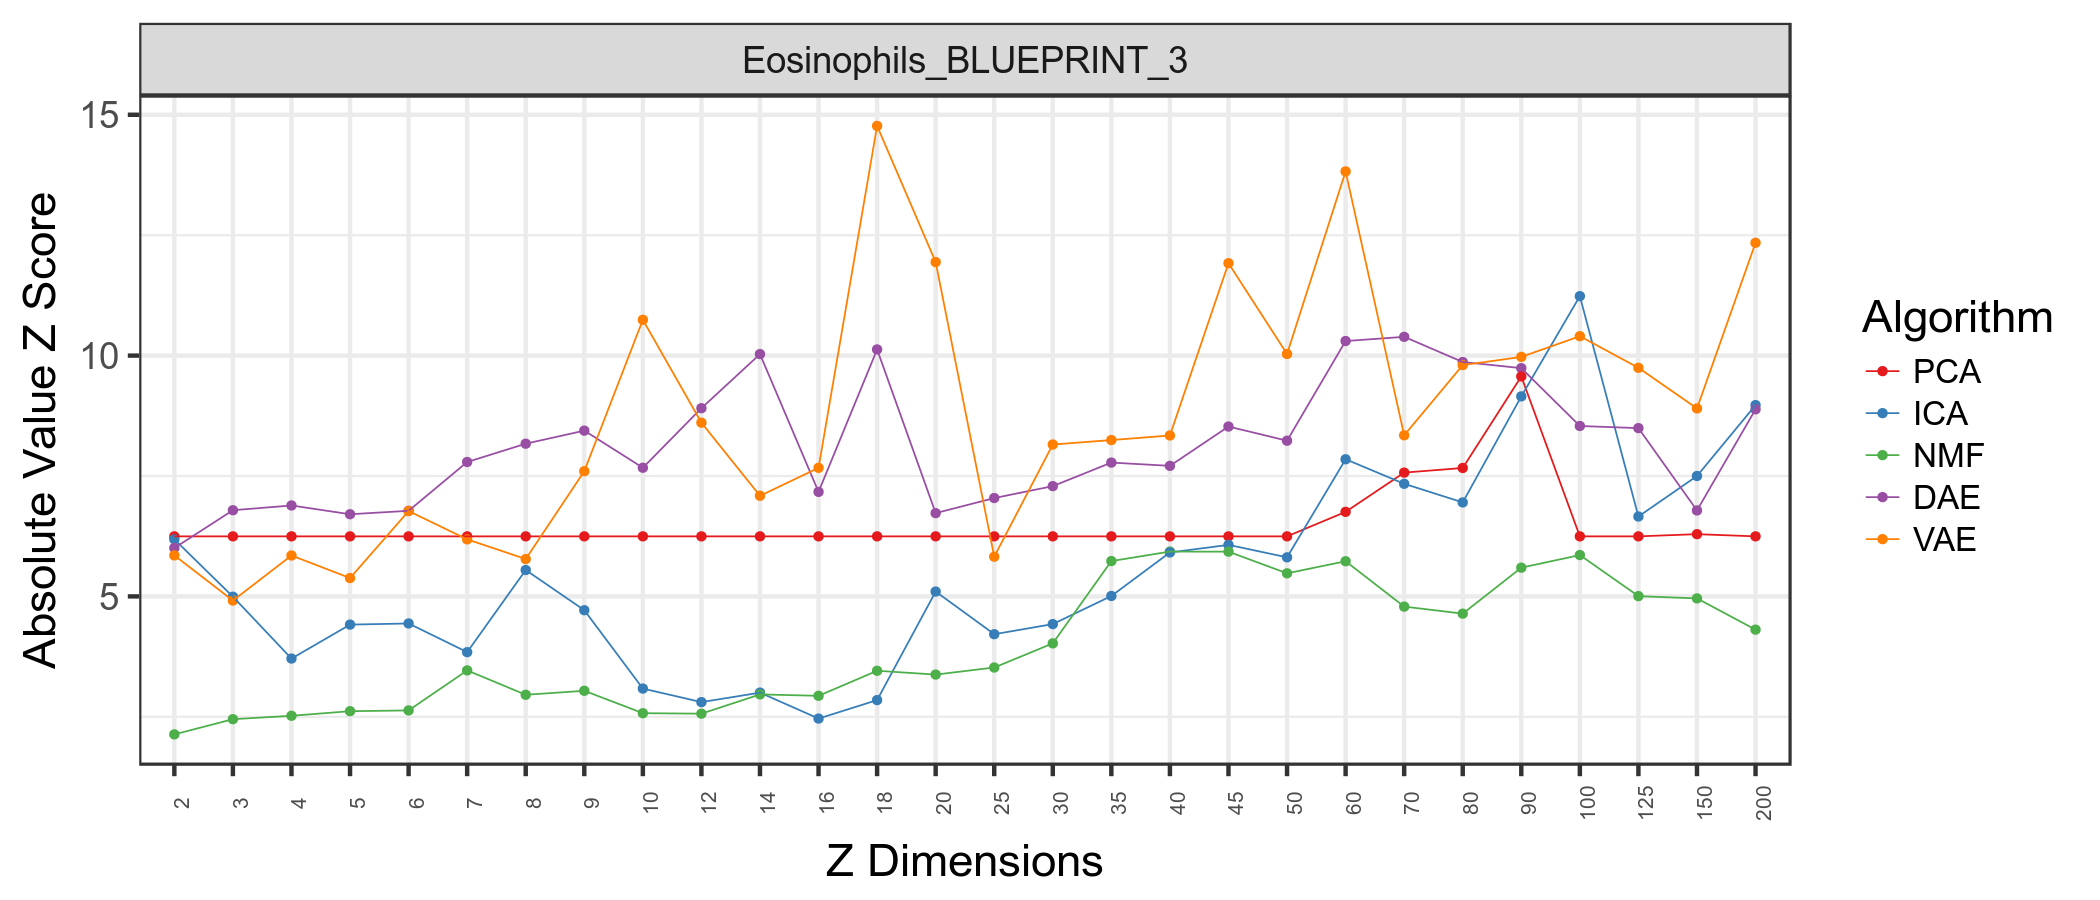 Eosinophils_BLUEPRINT_3
15
10
5
Absolute Value Z Score
2 3 4 5 6 7 8 9 10 12 14 16 18 20 25 30 35 40 45 50 60 70 80 90 100 125 150 200
Z Dimensions
Algorithm
PCA
ICA
NMF
DAE
VAE